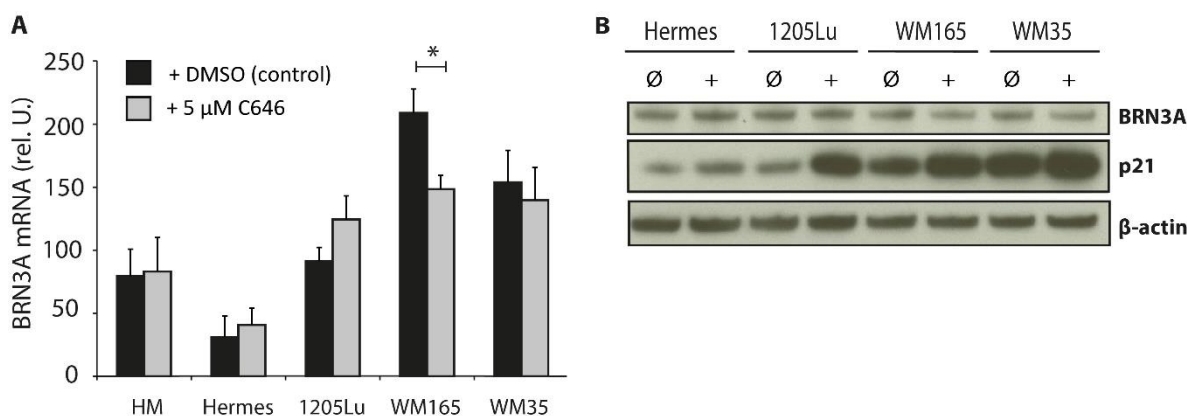 A
BRN3A mRNA (rel. U.)
250
200
150
100
50
0
+ DMSO (control)
+ 5 µM C646
*
HM Hermes 1205Lu WM165 WM35
B
Hermes 1205Lu WM165 WM35
Ø + Ø + Ø + Ø +
BRN3A
p21
β-actin